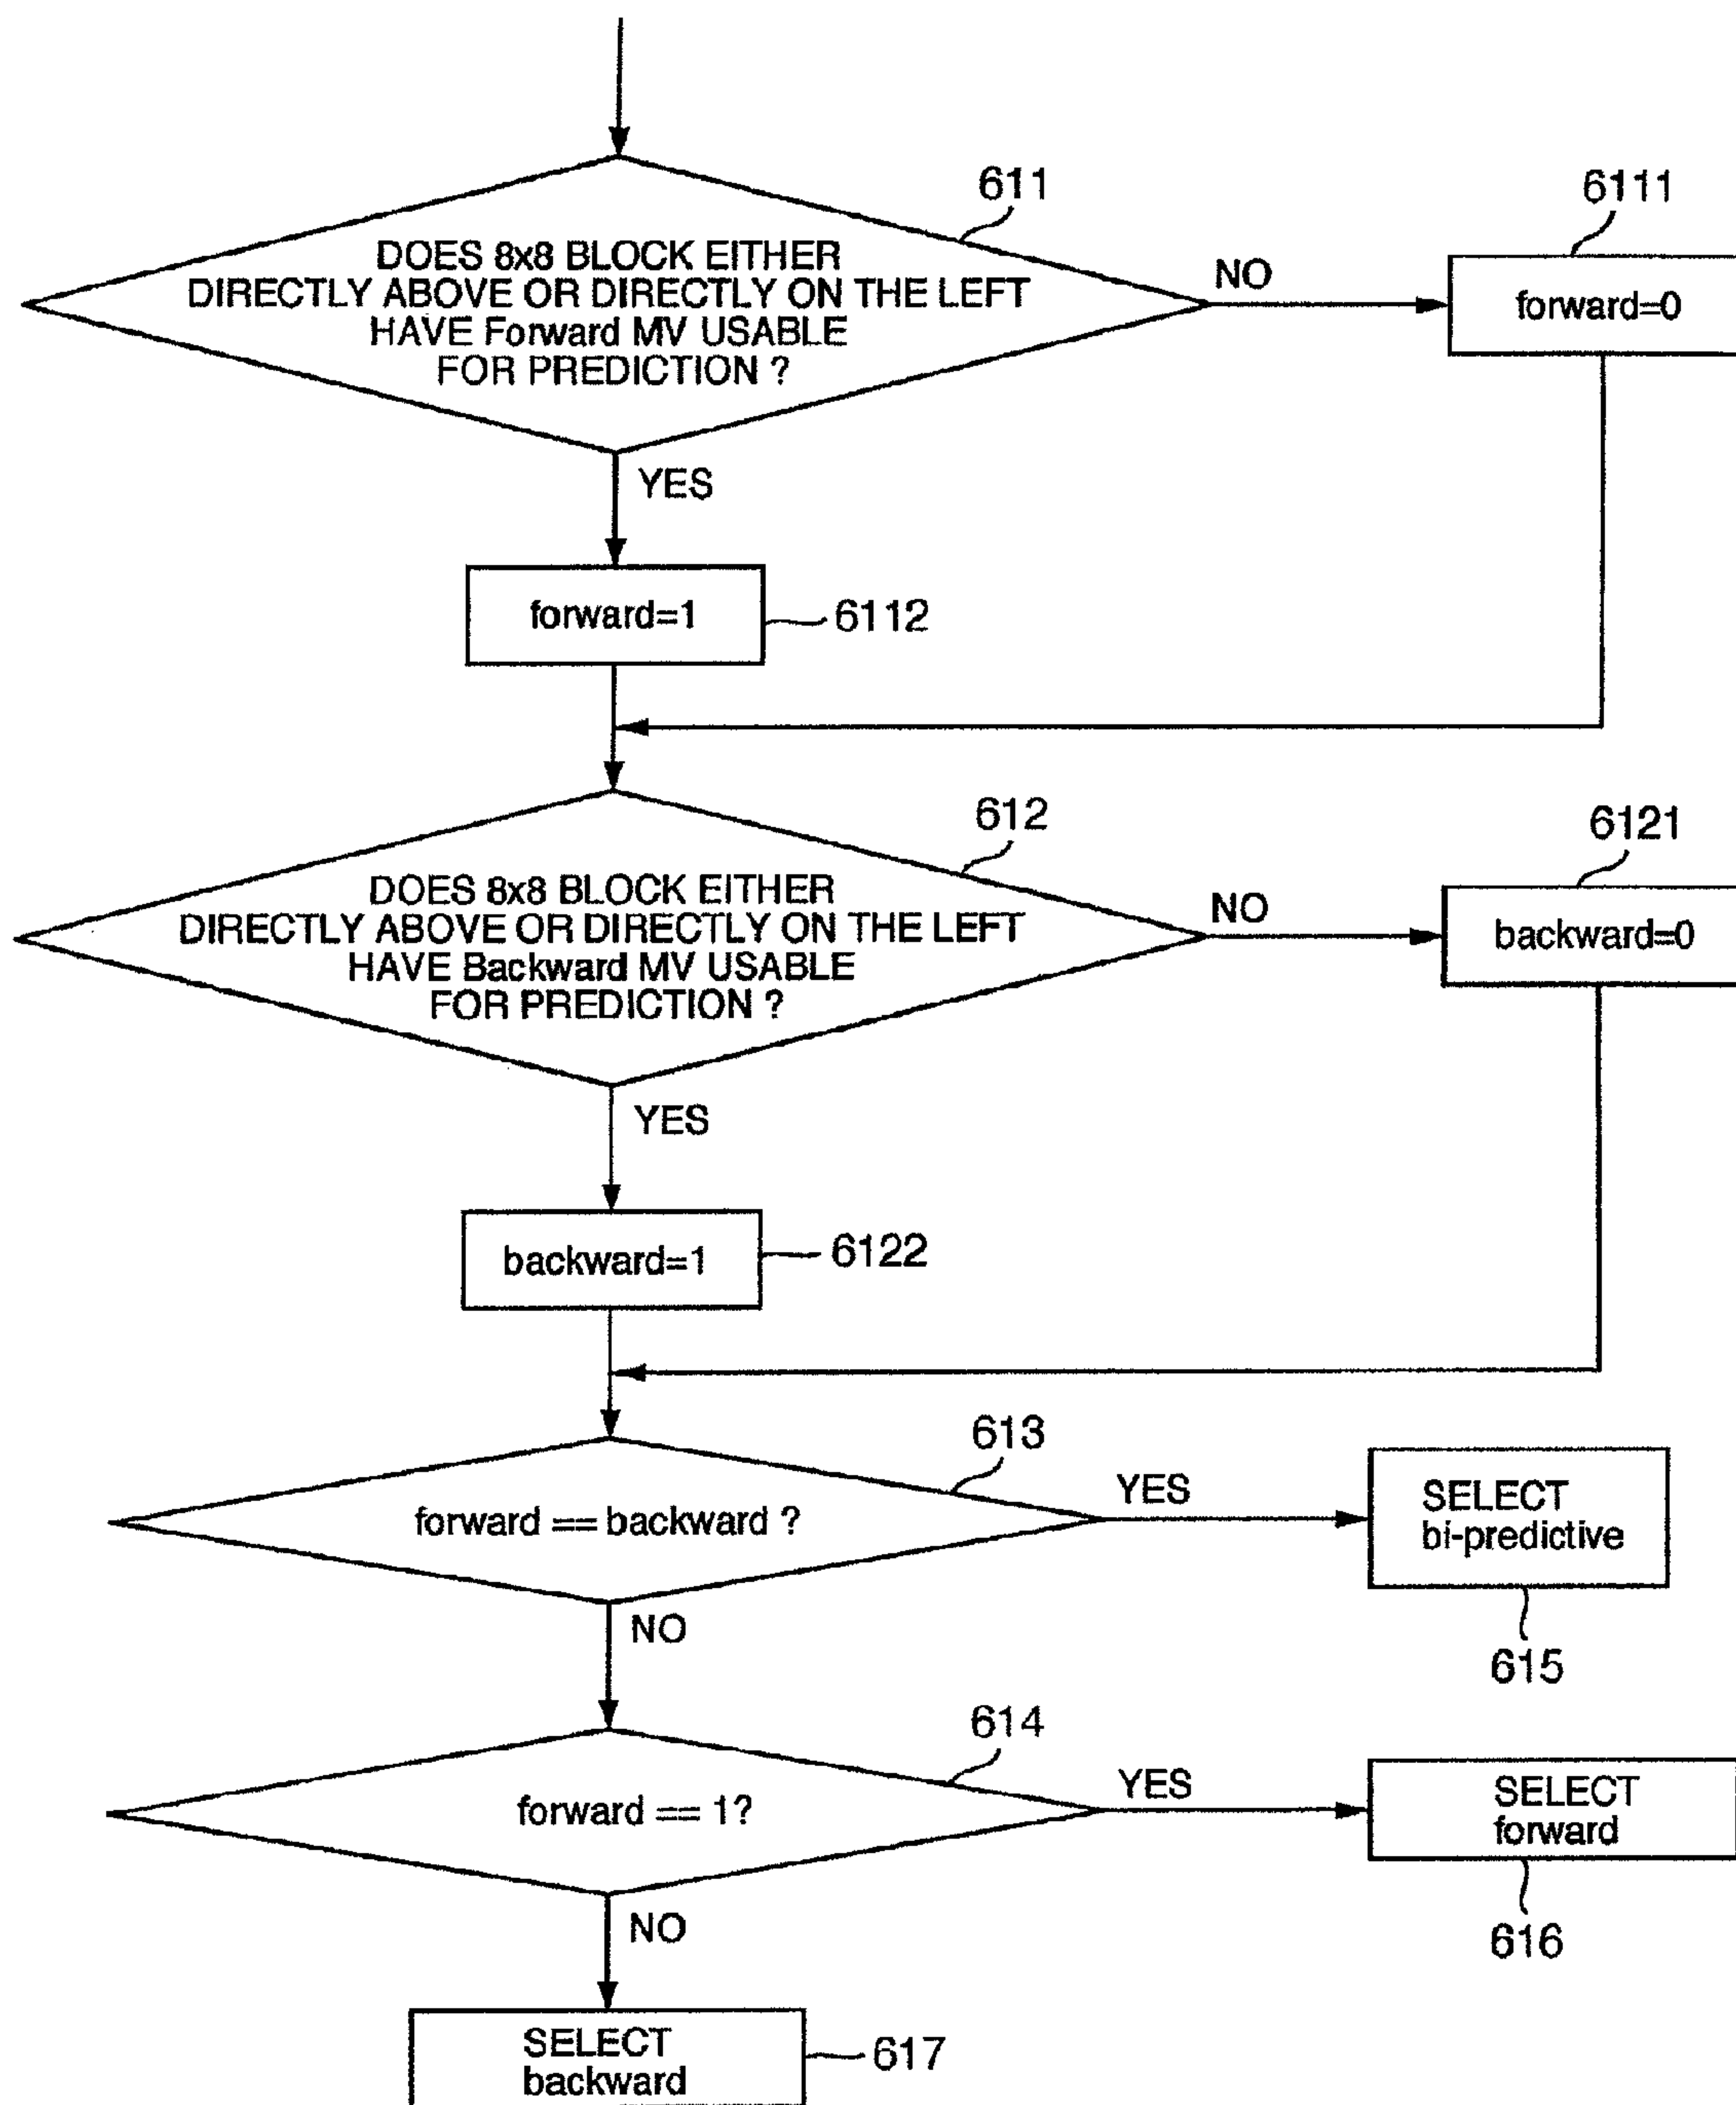 611
6111
DOES 8x8 BLOCK EITHER
DIRECTLY ABOVE OR DIRECTLY ON THE LEFT
HAVE Forward MV USABLE
FOR PREDICTION ?
NO
forward=0
YES
forward=1
6112
612
6121
DOES 8x8 BLOCK EITHER
DIRECTLY ABOVE OR DIRECTLY ON THE LEFT
HAVE Backward MV USABLE
FOR PREDICTION ?
NO
backward=0
YES
backward=1
6122
613
forward == backward ?
YES
SELECT
bi-predictive
615
NO
614
forward == 1?
YES
SELECT
forward
616
NO
SELECT
backward
617